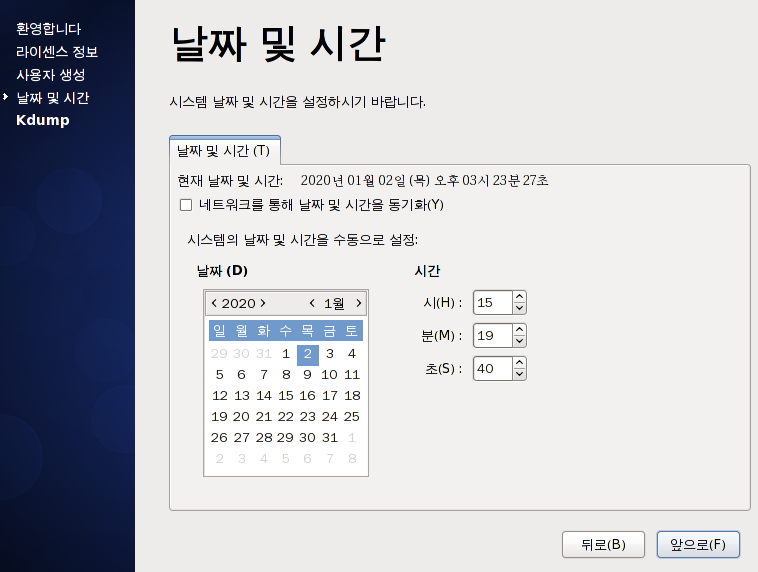 환영합니다
라이센스 정보
사용자 생성
날짜 및 시간
Kdump
날짜 및 시간
시스템 날짜 및 시간을 설정하시기 바랍니다.
날짜 및 시간 (T)
현재 날짜 및 시간: 2020년 01월 02일 (목) 오후 03시 23분 27초
네트워크를 통해 날짜 및 시간을 동기화(Y)
시스템의 날짜 및 시간을 수동으로 설정:
날짜 (D)
< 2020 > < 1월 >
일 월 화 수 목 금 토
29 30 31 1 2 3 4
5 6 7 8 9 10 11
12 13 14 15 16 17 18
19 20 21 22 23 24 25
26 27 28 29 30 31 1
2 3 4 5 6 7 8
시간
시(H) : 15
분(M) : 19
초(S) : 40
뒤로(B) 앞으로(F)